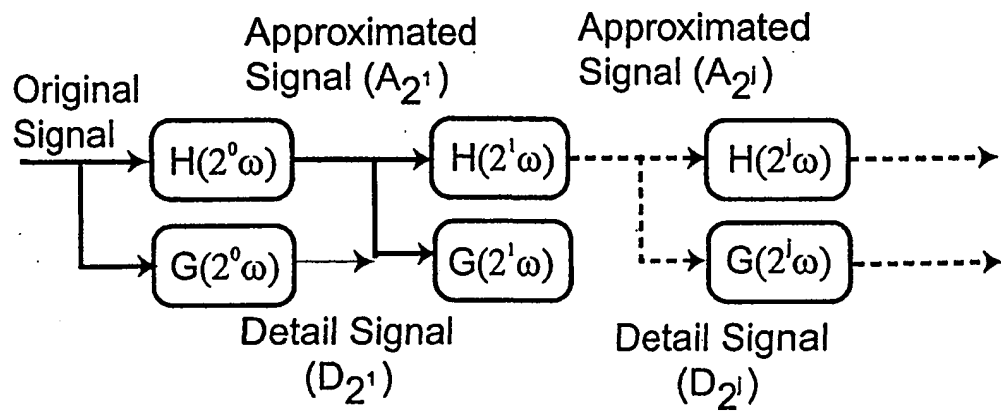 Approximated
Signal (A₂¹)
Approximated
Signal (A₂ʲ)
Original
Signal
H(2⁰ω)
H(2¹ω)
H(2ʲω)
G(2⁰ω)
G(2¹ω)
G(2ʲω)
Detail Signal
(D₂¹)
Detail Signal
(D₂ʲ)